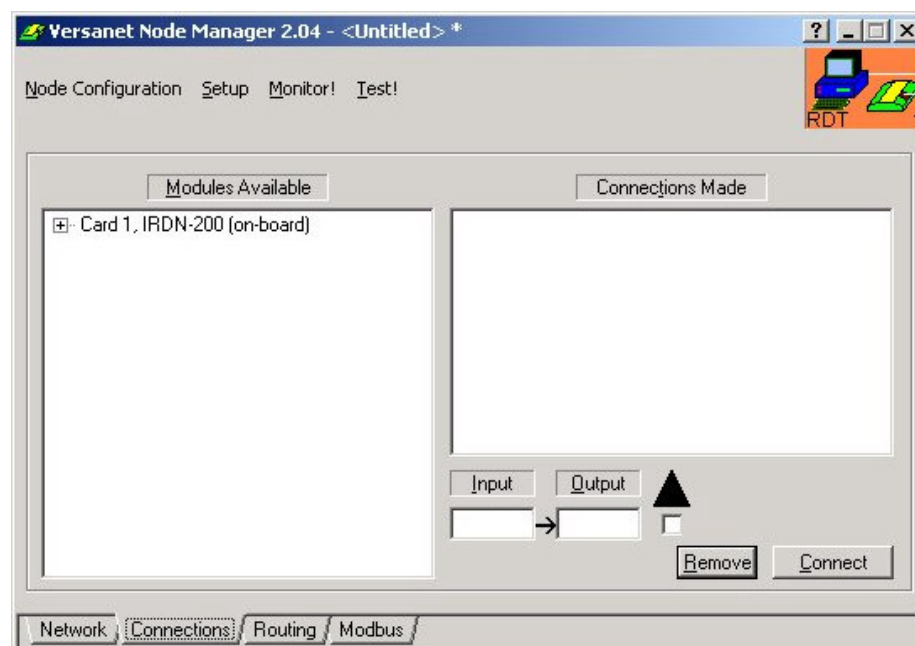 Versanet Node Manager 2.04 - <Untitled> *
Node Configuration Setup Monitor! Test!
RDT
Modules Available
Connections Made
Card 1, IRDN-200 (on-board)
Input Output
Remove Connect
Network Connections Routing Modbus